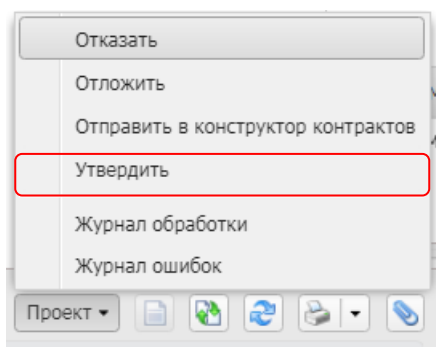 Отказать
Отложить
Отправить в конструктор контрактов
Утвердить
Журнал обработки
Журнал ошибок
Проект